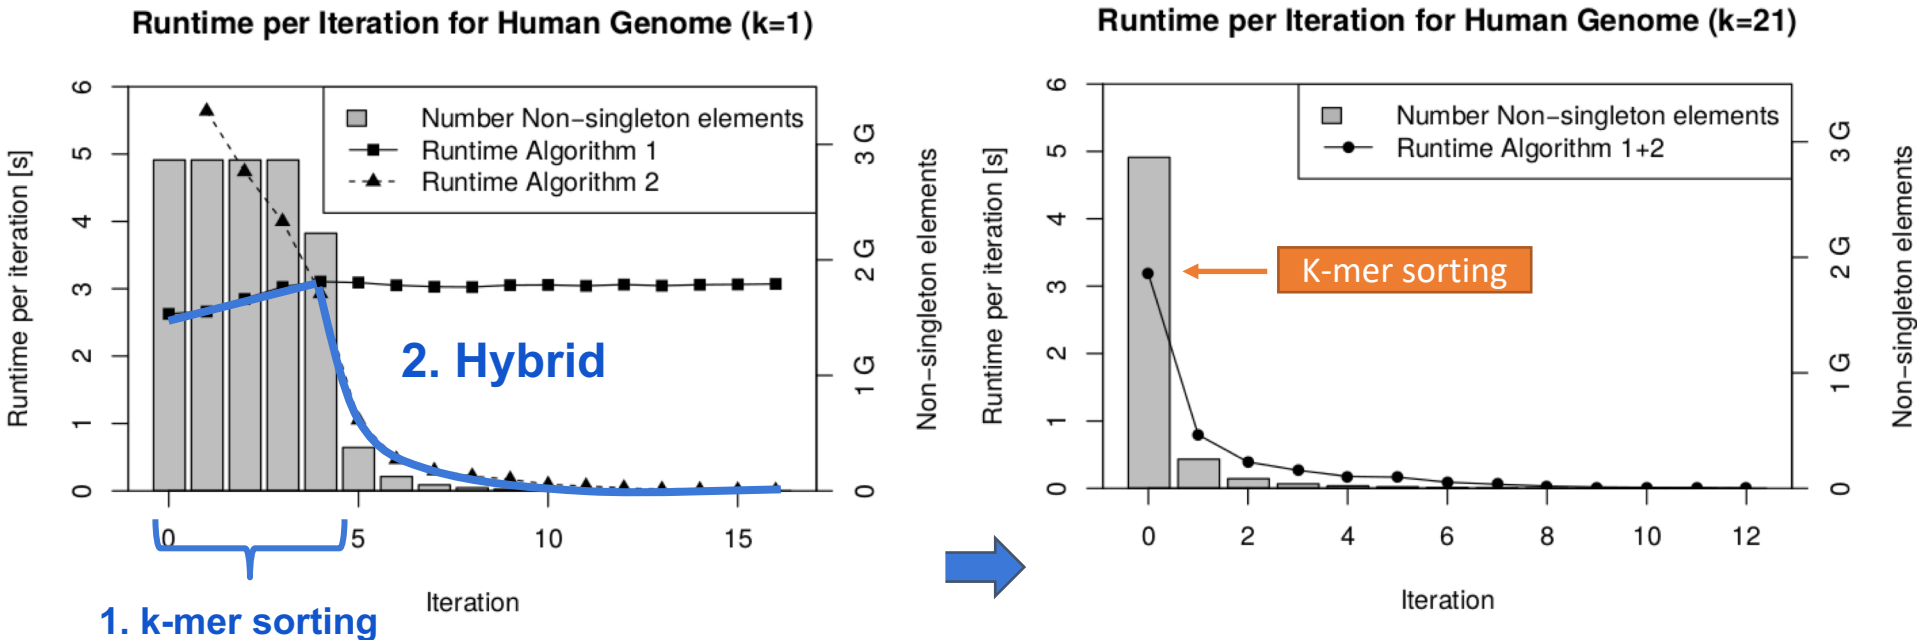 Runtime per Iteration for Human Genome (k=1)
Runtime per iteration [s]
6
5
4
3
2
1
0
Number Non−singleton elements
Runtime Algorithm 1
Runtime Algorithm 2
3 G
2 G
1 G
0
Non−singleton elements
2. Hybrid
0
5
10
15
Iteration
1. k-mer sorting
Runtime per Iteration for Human Genome (k=21)
Runtime per iteration [s]
6
5
4
3
2
1
0
Number Non−singleton elements
Runtime Algorithm 1+2
K-mer sorting
3 G
2 G
1 G
0
Non−singleton elements
0
2
4
6
8
10
12
Iteration